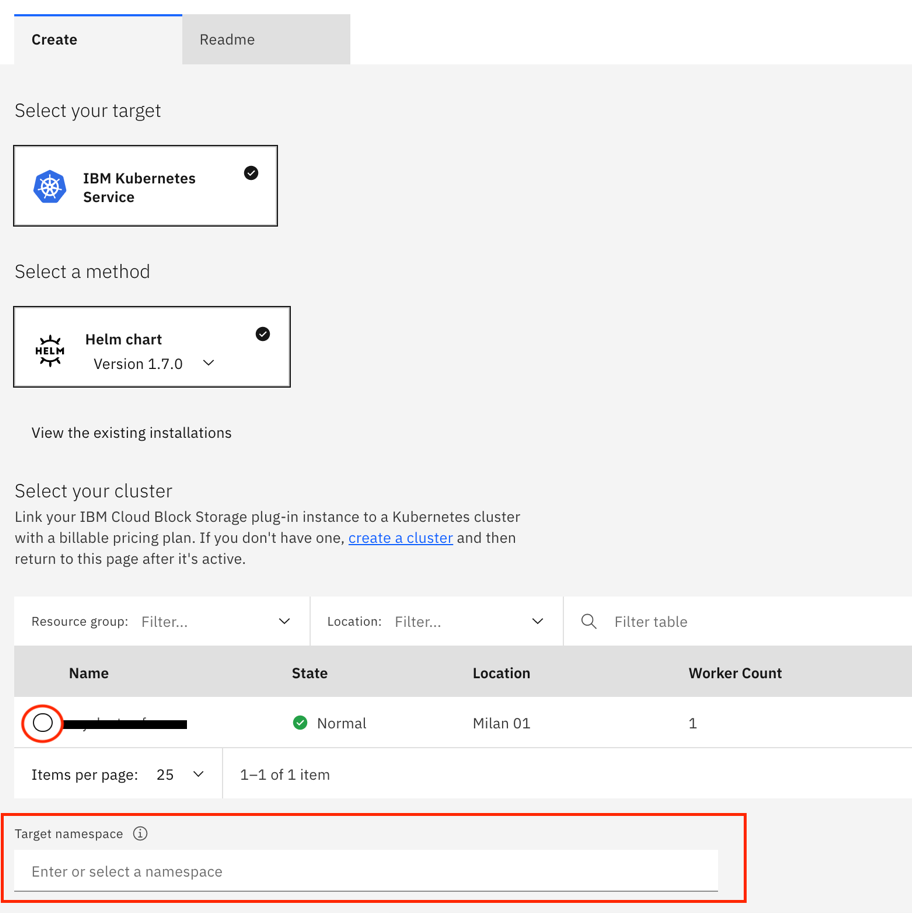 Create
Readme
Select your target
IBM Kubernetes
Service
Select a method
HELM
Helm chart
Version 1.7.0
View the existing installations
Select your cluster
Link your IBM Cloud Block Storage plug-in instance to a Kubernetes cluster
with a billable pricing plan. If you don't have one, create a cluster and then
return to this page after it's active.
Resource group: Filter...
Location: Filter...
Filter table
Name State Location Worker Count
Normal Milan 01 1
Items per page: 25 1–1 of 1 item
Target namespace
Enter or select a namespace